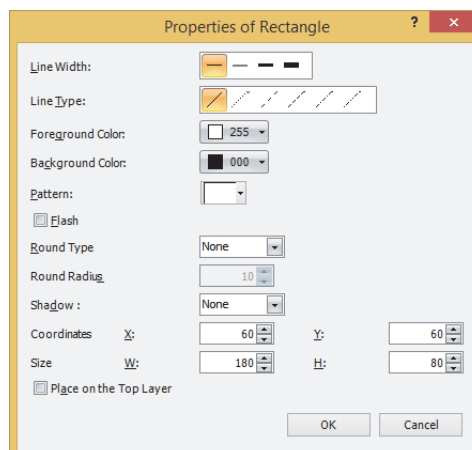 Properties of Rectangle ? ×
Line Width:
Line Type:
Foreground Color: 255
Background Color: 000
Pattern:
Flash
Round Type None
Round Radius 10
Shadow : None
Coordinates X: 60 Y: 60
Size W: 180 H: 80
Place on the Top Layer
OK Cancel